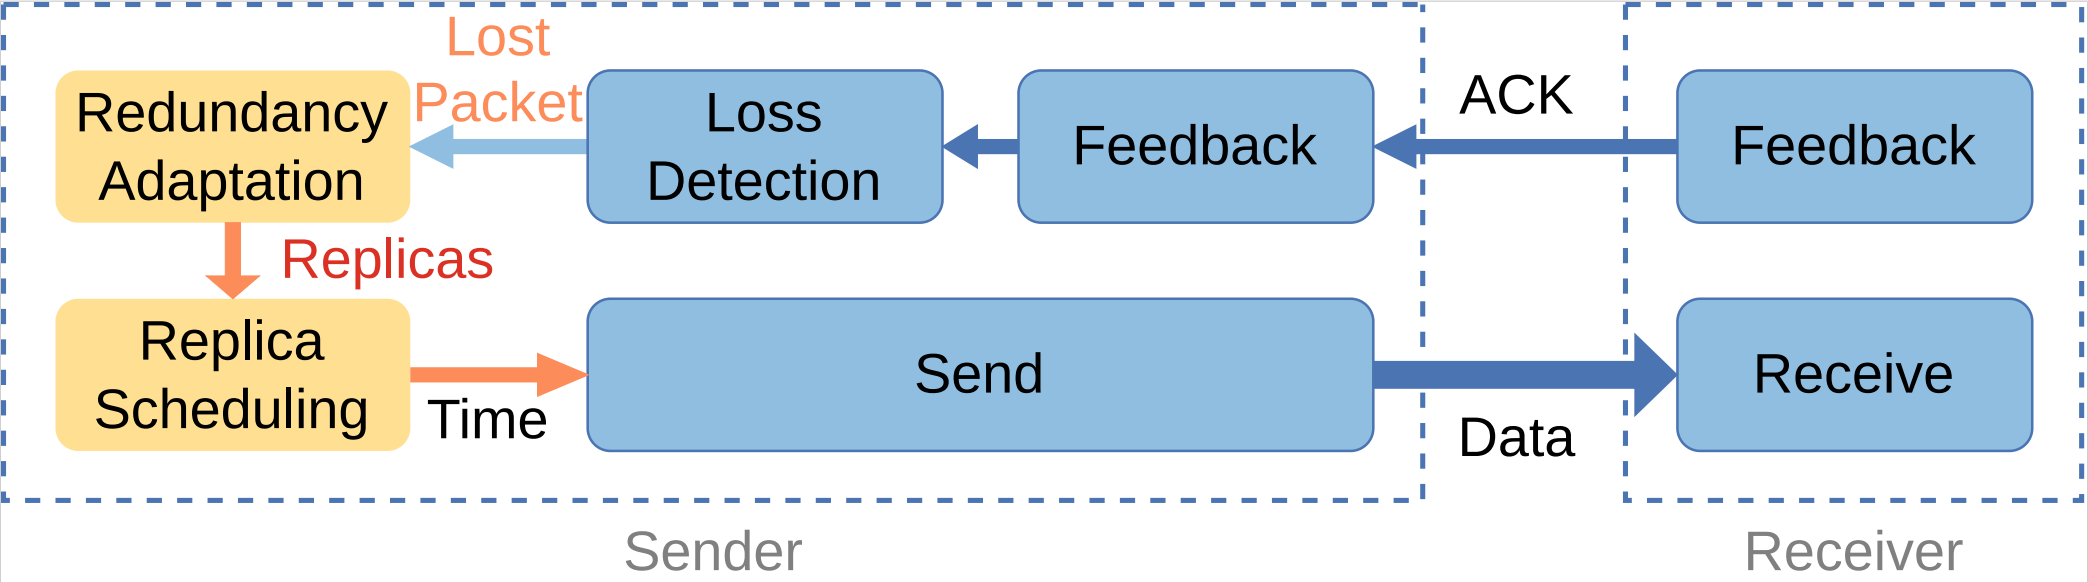 Lost
Packet
Redundancy
Adaptation
Loss
Detection
Feedback
ACK
Feedback
Replicas
Replica
Scheduling
Time
Send
Data
Receive
Sender
Receiver